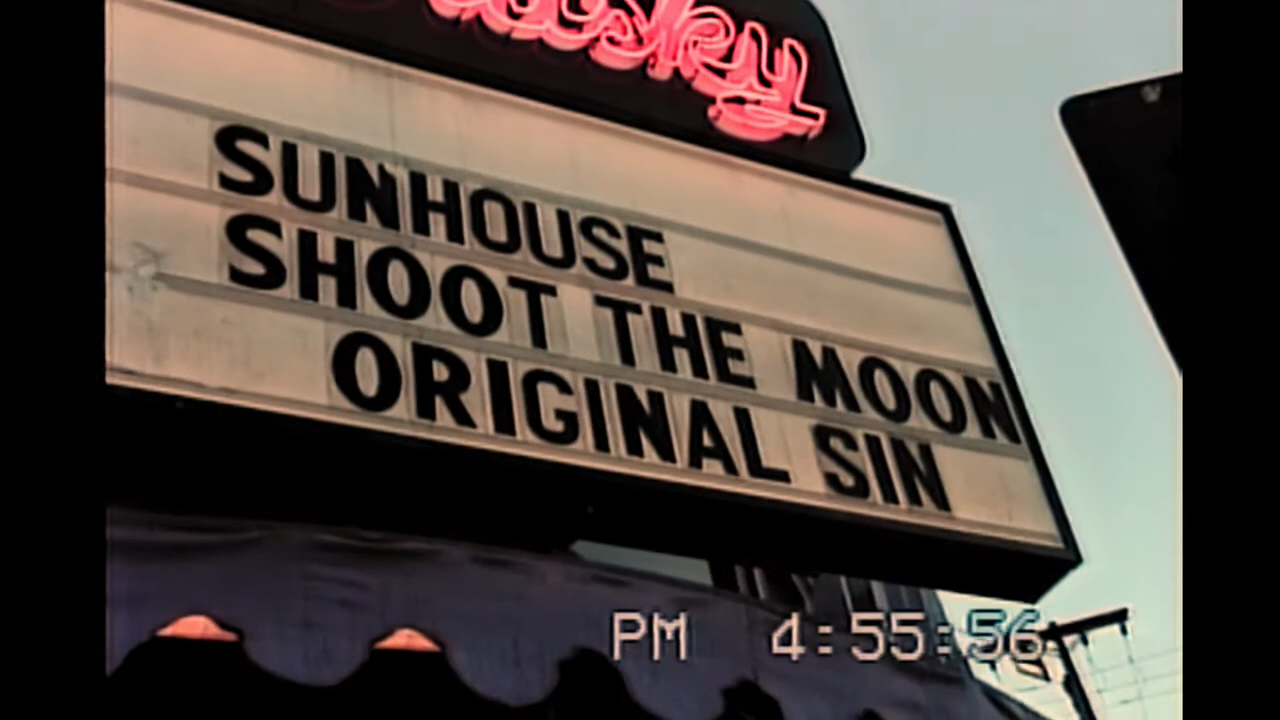 SUNHOUSE
SHOOT THE MOON
ORIGINAL SIN
PM 4:55:56